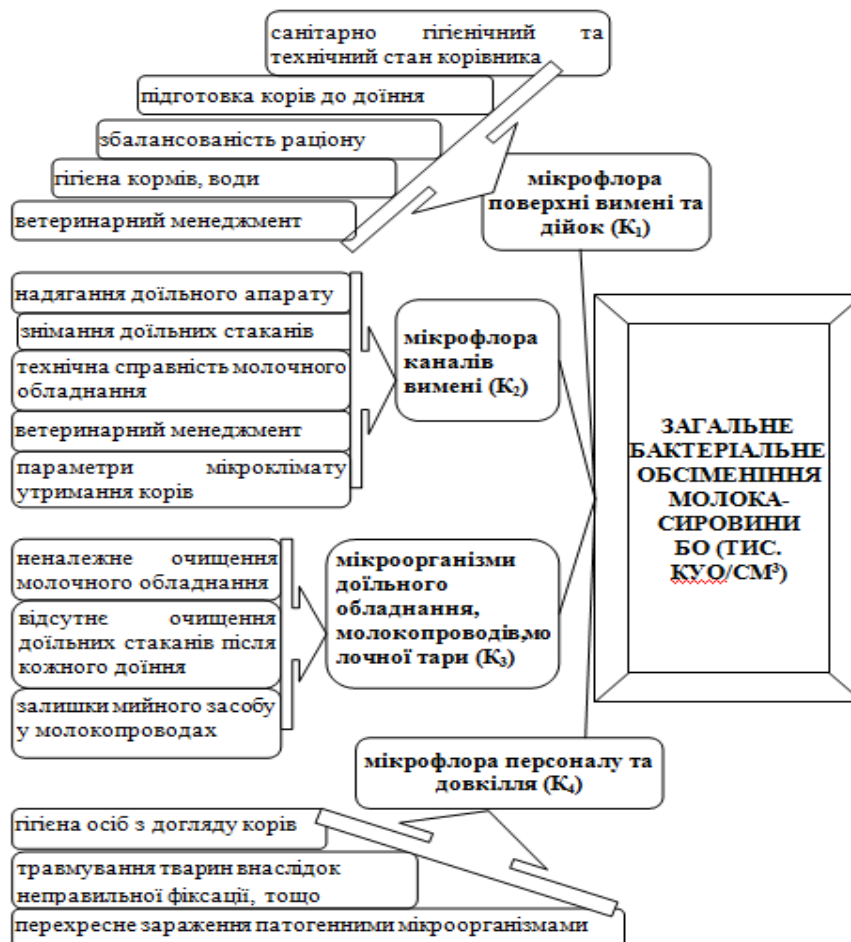 санітарно гігієнічний та
технічний стан корівника
підготовка корів до доїння
збалансованість раціону
гігієна кормів, води
ветеринарний менеджмент
мікрофлора
поверхні вимені та
дійок (К₁)
надягання доїльного апарату
знімання доїльних стаканів
технічна справність молочного
обладнання
ветеринарний менеджмент
параметри мікроклімату
утримання корів
мікрофлора
каналів
вимені (К₂)
неналежне очищення
молочного обладнання
відсутнє очищення
доїльних стаканів після
кожного доїння
залишки мийного засобу
у молокопроводах
мікроорганізми
доїльного
обладнання,
молокопроводів,мо
лочної тари (К₃)
мікрофлора персоналу та
довкілля (К₄)
гігієна осіб з догляду корів
травмування тварин внаслідок
неправильної фіксації, тощо
перехресне зараження патогенними мікроорганізмами
ЗАГАЛЬНЕ
БАКТЕРІАЛЬНЕ
ОБСІМЕНІННЯ
МОЛОКА-
СИРОВИНИ
БО (ТИС.
КУО/СМ³)